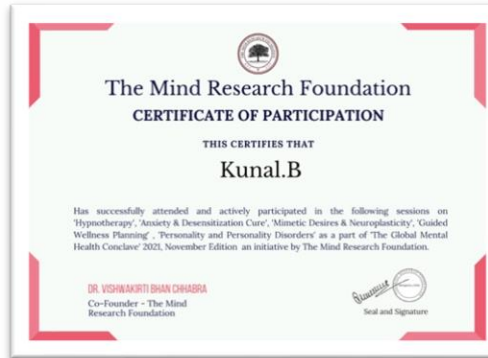 The Mind Research Foundation
CERTIFICATE OF PARTICIPATION
THIS CERTIFIES THAT
Kunal.B
Has successfully attended and actively participated in the following sessions on
'Hypnotherapy', 'Anxiety & Desensitization Cure', 'Mimetic Desires & Neuroplasticity', 'Guided
Wellness Planning' , 'Personality and Personality Disorders' as a part of 'The Global Mental
Health Conclave' 2021, November Edition an initiative by The Mind Research Foundation.
DR. VISHWAKIRTI BHAN CHHABRA
Co-Founder - The Mind
Research Foundation
Seal and Signature